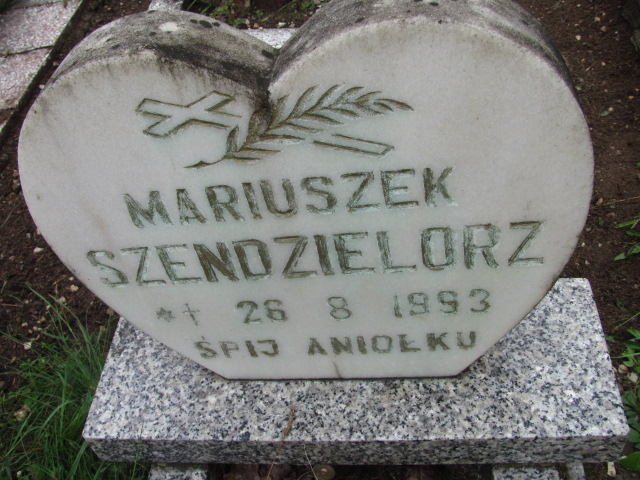 MARIUSZEK
SZENDZIELORZ
*† 26 8 1993
ŚPIJ ANIOŁKU